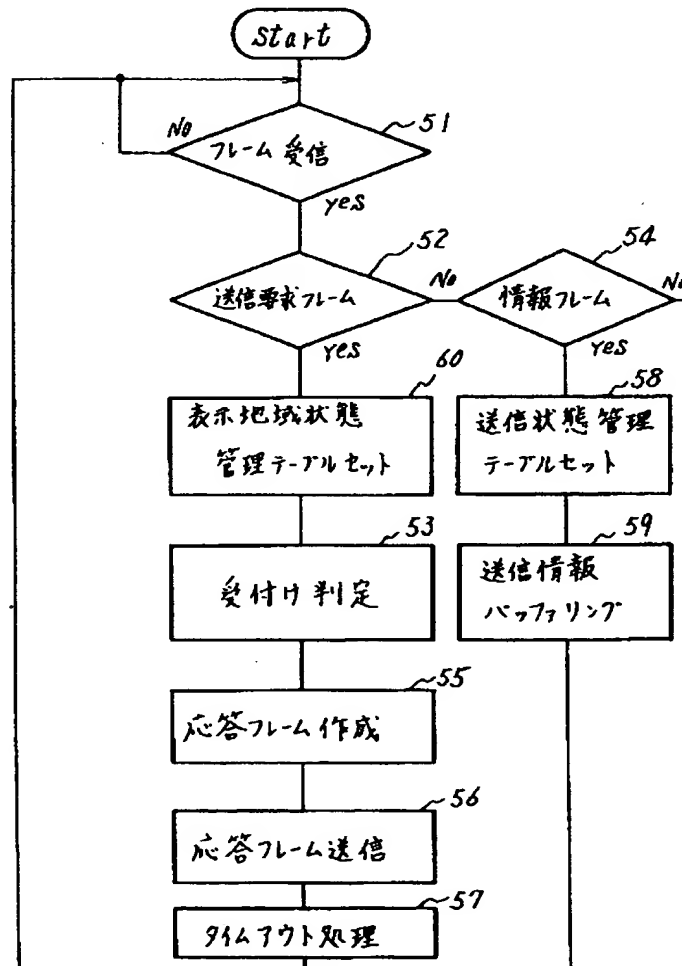 Start
51
No
フレーム受信
yes
52
54
送信要求フレーム
No
情報フレーム
No
yes
yes
60
58
表示地域状態
管理テーブルセット
送信状態管理
テーブルセット
53
59
受付け判定
送信情報
バッファリング
55
応答フレーム作成
56
応答フレーム送信
57
タイムアウト処理